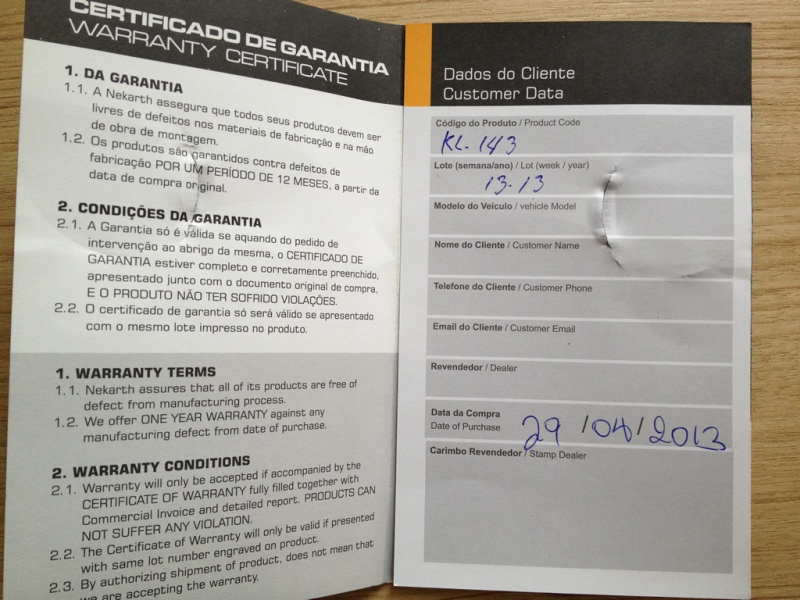 CERTIFICADO DE GARANTIA
WARRANTY CERTIFICATE
1. DA GARANTIA
1.1. A Nekarth assegura que todos seus produtos devem ser
livres de defeitos nos materiais de fabricação e na mão
de obra de montagem.
1.2. Os produtos são garantidos contra defeitos de
fabricação POR UM PERÍODO DE 12 MESES, a partir da
data de compra original.
2. CONDIÇÕES DA GARANTIA
2.1. A Garantia só é válida se aquando do pedido de
intervenção ao abrigo da mesma, o CERTIFICADO DE
GARANTIA estiver completo e corretamente preenchido,
apresentado junto com o documento original de compra,
E O PRODUTO NÃO TER SOFRIDO VIOLAÇÕES.
2.2. O certificado de garantia só será válido se apresentado
com o mesmo lote impresso no produto.
1. WARRANTY TERMS
1.1. Nekarth assures that all of its products are free of
defect from manufacturing process.
1.2. We offer ONE YEAR WARRANTY against any
manufacturing defect from date of purchase.
2. WARRANTY CONDITIONS
2.1. Warranty will only be accepted if accompanied by the
CERTIFICATE OF WARRANTY fully filled together with
Commercial Invoice and detailed report. PRODUCTS CAN
NOT SUFFER ANY VIOLATION.
2.2. The Certificate of Warranty will only be valid if presented
with same lot number engraved on product.
2.3. By authorizing shipment of product, does not mean that
we are accepting the warranty.
Dados do Cliente
Customer Data
Código do Produto / Product Code
KL-143
Lote (semana/ano) / Lot (week / year)
13-13
Modelo do Veículo / vehicle Model
Nome do Cliente / Customer Name
Telefone do Cliente / Customer Phone
Email do Cliente / Customer Email
Revendedor / Dealer
Data da Compra
Date of Purchase 29 /04/2013
Carimbo Revendedor / Stamp Dealer